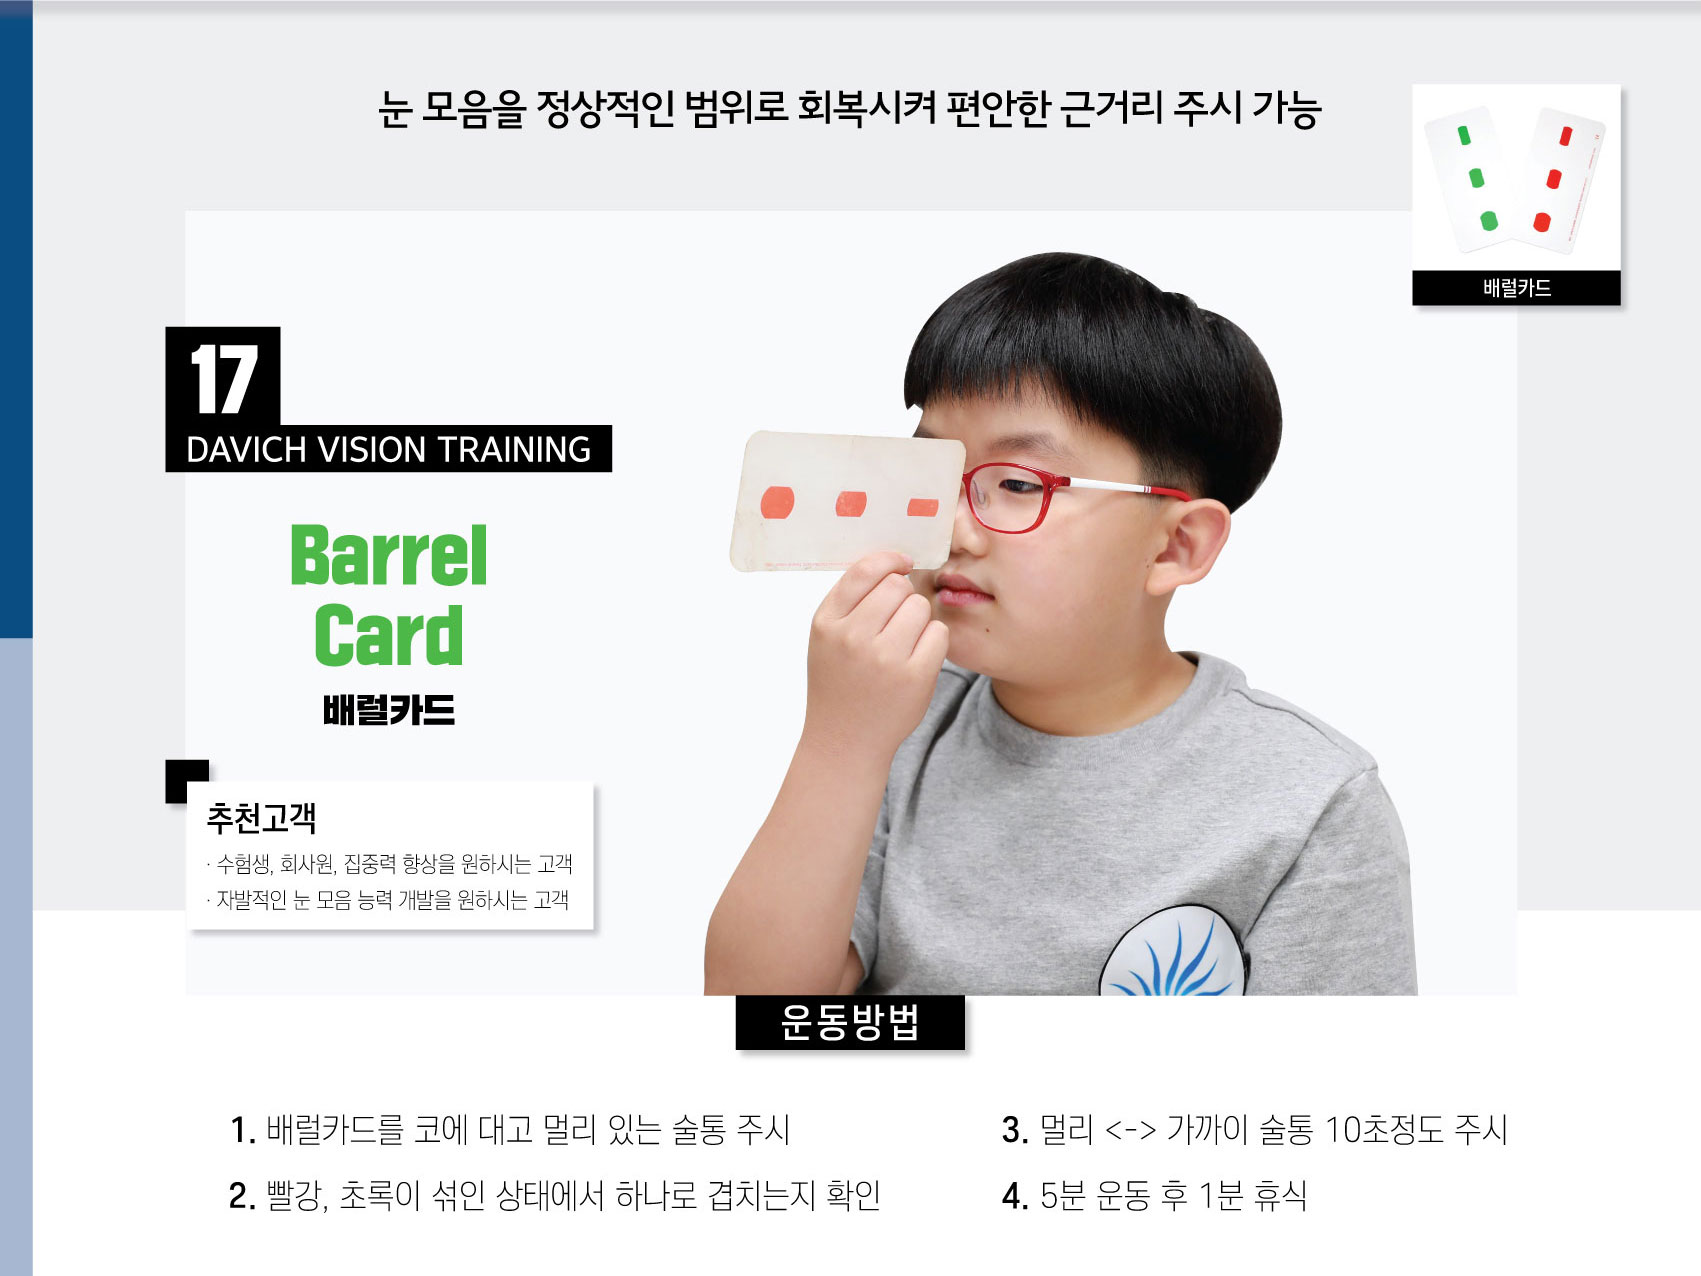 눈 모음을 정상적인 범위로 회복시켜 편안한 근거리 주시 가능
배럴카드
17
DAVICH VISION TRAINING
Barrel
Card
배럴카드
추천고객
· 수험생, 회사원, 집중력 향상을 원하시는 고객
· 자발적인 눈 모음 능력 개발을 원하시는 고객
운동방법
1. 배럴카드를 코에 대고 멀리 있는 술통 주시
2. 빨강, 초록이 섞인 상태에서 하나로 겹치는지 확인
3. 멀리 <-> 가까이 술통 10초정도 주시
4. 5분 운동 후 1분 휴식